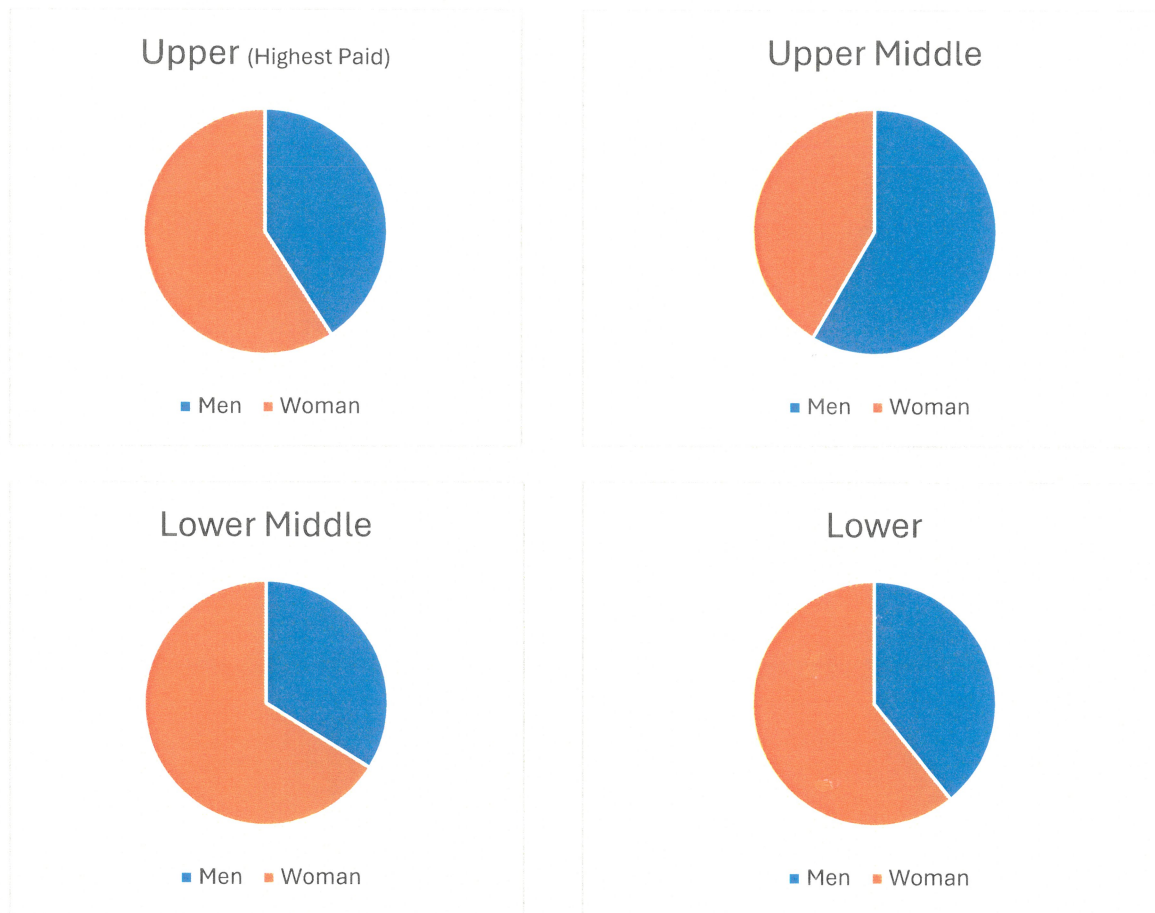 Upper (Highest Paid)
Men Woman
Upper Middle
Men Woman
Lower Middle
Men Woman
Lower
Men Woman